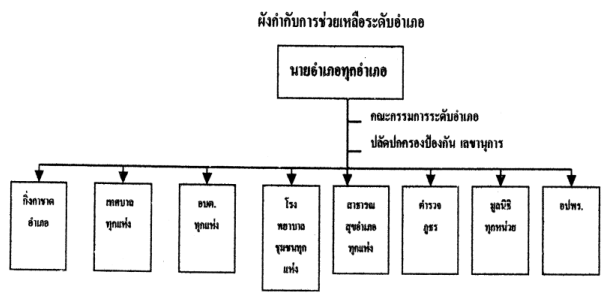 ผังกำกับการช่วยเหลือระดับอำเภอ
นายอำเภอทุกอำเภอ
คณะกรรมการระดับอำเภอ
ปลัดปกครองป้องกัน เลขานุการ
กิ่งกาชาด
อำเภอ
เทศบาล
ทุกแห่ง
อบต.
ทุกแห่ง
โรง
พยาบาล
ชุมชนทุก
แห่ง
สาธารณ
สุขอำเภอ
ทุกแห่ง
ตำรวจ
ภูธร
มูลนิธิ
ทุกหน่วย
อปพร.